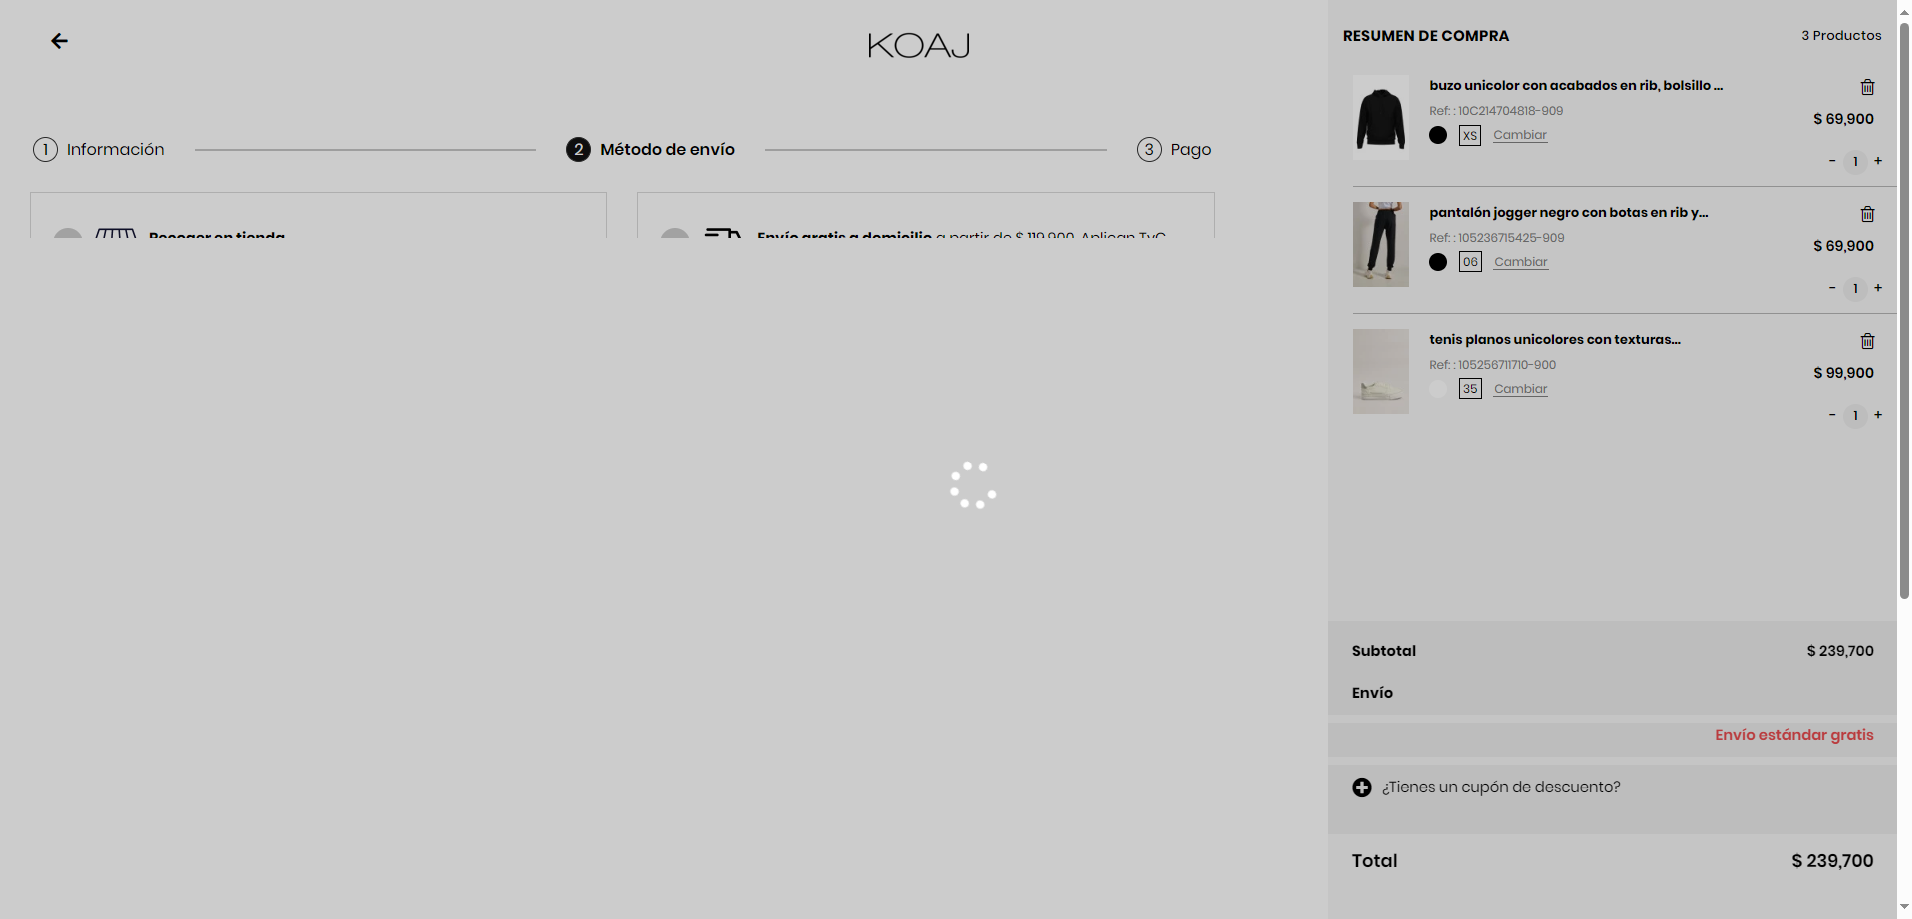 KOAJ
1 Información
2 Método de envío
3 Pago
Recoger en tienda
Envío gratis a domicilio a partir de $ 119.900. Aplican TyC
RESUMEN DE COMPRA
3 Productos
buzo unicolor con acabados en rib, bolsillo ...
Ref: : 10C214704818-909
$ 69,900
XS Cambiar
- 1 +
pantalón jogger negro con botas en rib y...
Ref: : 105236715425-909
$ 69,900
06 Cambiar
- 1 +
tenis planos unicolores con texturas...
Ref: : 105256711710-900
$ 99,900
35 Cambiar
- 1 +
Subtotal $ 239,700
Envío
Envío estándar gratis
¿Tienes un cupón de descuento?
Total $ 239,700